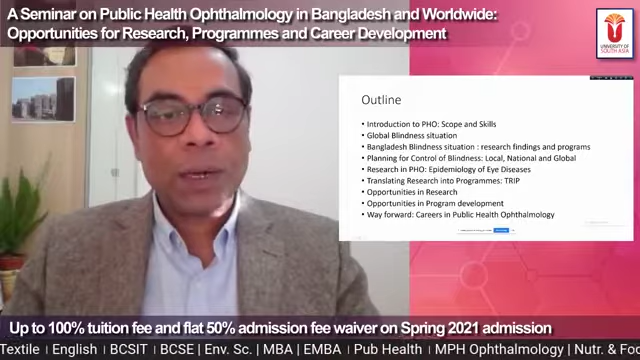 A Seminar on Public Health Ophthalmology in Bangladesh and Worldwide:
Opportunities for Research, Programmes and Career Development
UNIVERSITY OF
SOUTH ASIA
Outline
• Introduction to PHO: Scope and Skills
• Global Blindness situation
• Bangladesh Blindness situation : research findings and programs
• Planning for Control of Blindness: Local, National and Global
• Research in PHO: Epidemiology of Eye Diseases
• Translating Research into Programmes: TRIP
• Opportunities in Research
• Opportunities in Program development
• Way forward: Careers in Public Health Ophthalmology
Up to 100% tuition fee and flat 50% admission fee waiver on Spring 2021 admission
Textile | English | BCSIT | BCSE | Env. Sc. | MBA | EMBA | Pub Health | MPH Ophthalmology | Nutr. & Fo